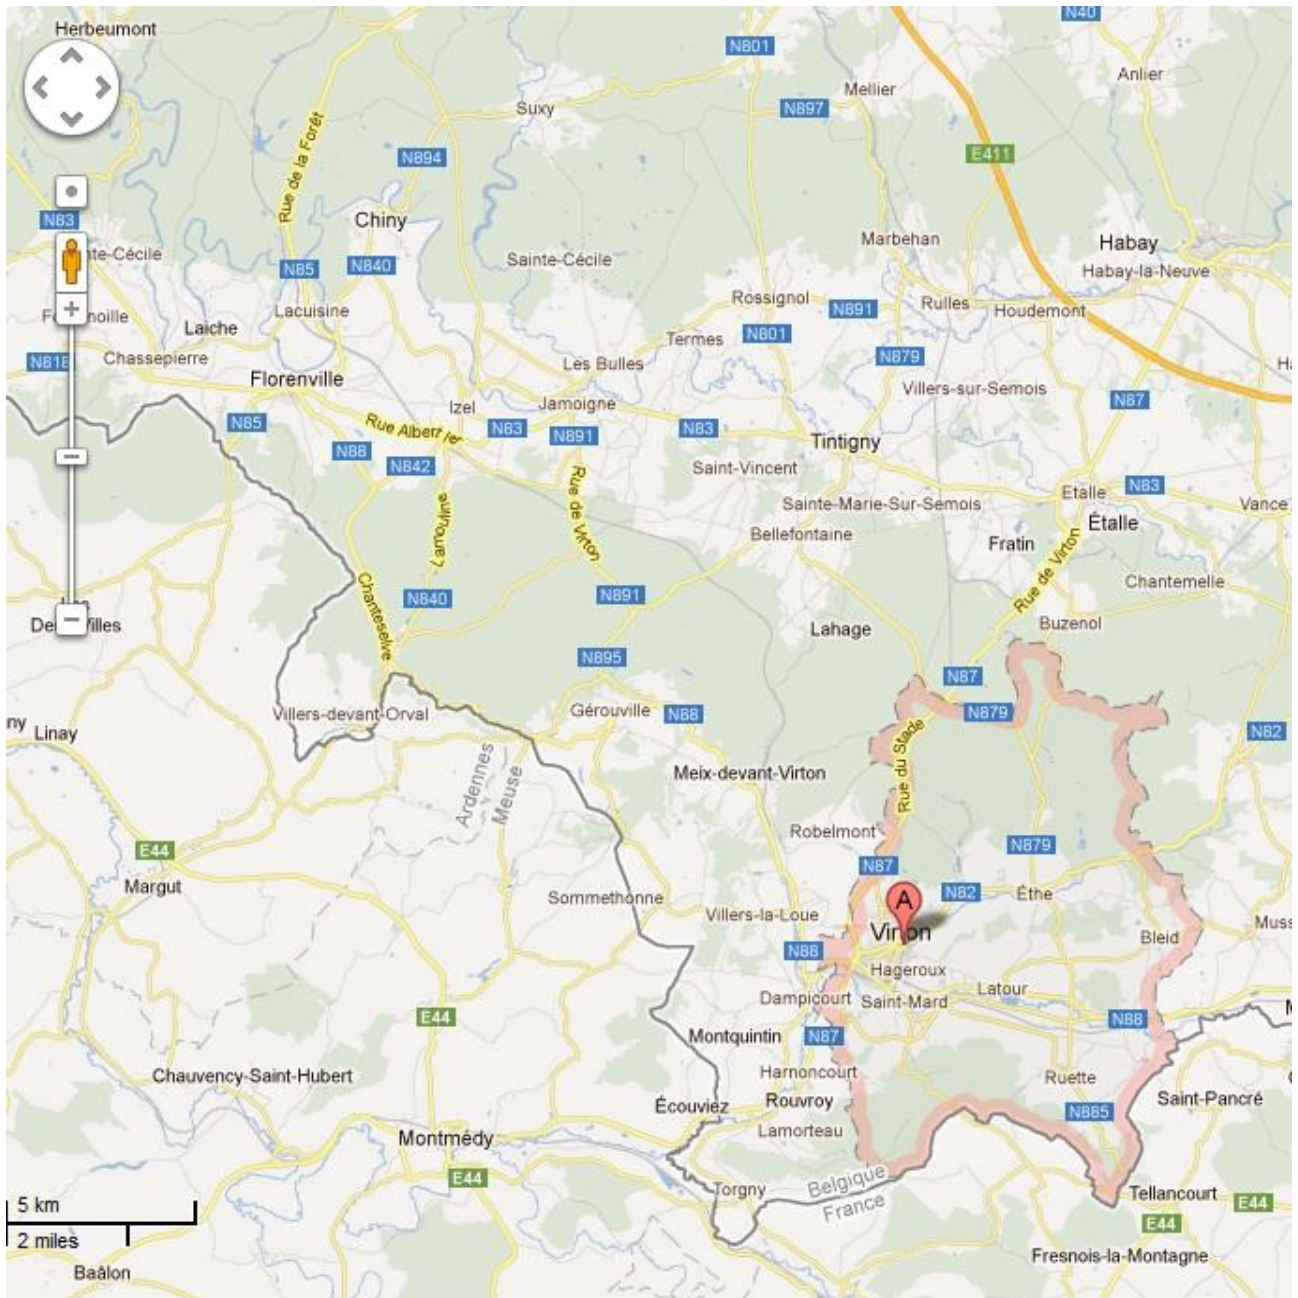 Herbeumont
N40
N801
Anlier
Mellier
Suxy
N897
Rue de la Forêt
N894
E411
N83
Chiny
Marbehan
Habay
nte-Cécile
Sainte-Cécile
N85
N840
Habay-la-Neuve
Rossignol
N891
Rulles
Houdemont
Lacuisine
Laiche
N801
Termes
N818
Chassepierre
N879
Les Bulles
Florenville
Villers-sur-Semois
N87
Izel
Jamoigne
N85
Rue Albert Ier
N83
N891
N83
Tintigny
N88
N842
Saint-Vincent
Etalle
N83
Sainte-Marie-Sur-Semois
Vance
Lamouline
Rue de Virton
Bellefontaine
Étalle
Fratin
Rue de Virton
Chantemelle
Chanteselve
N840
N891
Buzenol
Lahage
N895
N87
Villers-devant-Orval
Gérouville
N88
N879
ny
Linay
N82
Rue du Stade
Ardennes
Meuse
Meix-devant-Virton
Robelmont
E44
N879
N87
Margut
A
N82
Éthe
Sommethonne
Villers-la-Loue
Virton
Bleid
Muss
N88
Hageroux
Latour
Dampicourt
Saint-Mard
E44
N88
Montquintin
N87
Chauvency-Saint-Hubert
Harnoncourt
Ruette
Écouviez
Rouvroy
Saint-Pancré
N885
Montmédy
Lamorteau
E44
Torgny
Belgique
France
Tellancourt
E44
5 km
E44
2 miles
Fresnois-la-Montagne
Baâlon